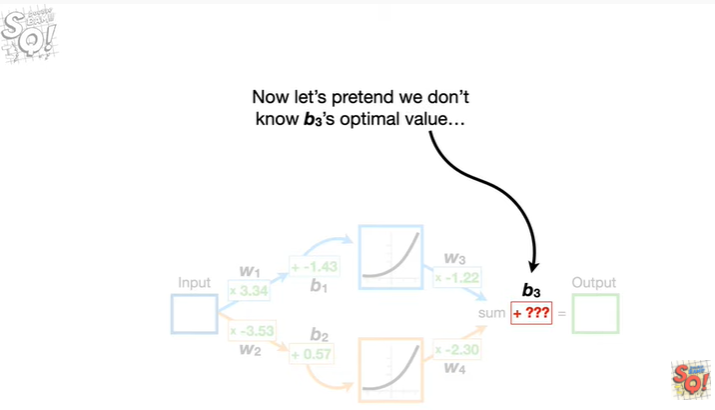 Now let's pretend we don't
know b₃'s optimal value…
W₁
+ -1.43
W₃
Input
x 3.34
b₁
x -1.22
b₃
Output
sum + ??? =
x -3.53
b₂
W₂
+ 0.57
x -2.30
W₄